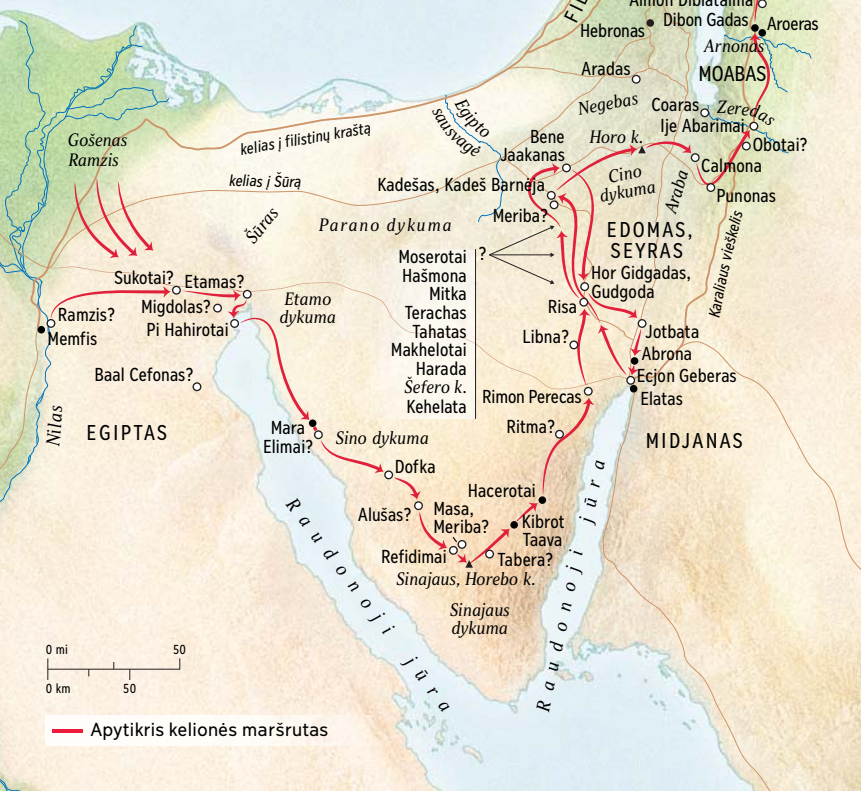 Almon Diblataima
Dibon Gadas
Aroeras
FIL
Hebronas
Arnonas
MOABAS
Aradas
Negebas
Coaras
Zeredas
Egipto
sausvagė
Bene
Jaakanas
Horo k.
Ije Abarimai
Obotai?
Gošenas
Ramzis
kelias į filistinų kraštą
kelias į Šūrą
Kadešas, Kadeš Barnėja
Cino
dykuma
Araba
Calmona
Punonas
Meriba?
Šūras
Parano dykuma
EDOMAS,
SEYRAS
Karaliaus vieškelis
Moserotai
Hašmona
Mitka
Terachas
Tahatas
Makhelotai
Harada
Šefero k.
Kehelata
?
Hor Gidgadas,
Gudgoda
Sukotai?
Etamas?
Etamo
dykuma
Risa
Migdolas?
Ramzis?
Memfis
Pi Hahirotai
Libna?
Jotbata
Abrona
Baal Cefonas?
Ecjon Geberas
Elatas
Rimon Perecas
Nilas
EGIPTAS
Mara
Elimai?
Sino dykuma
Ritma?
MIDJANAS
Dofka
Hacerotai
Alušas?
Masa,
Meriba?
Kibrot
Taava
Refidimai
Tabera?
Sinajaus, Horebo k.
Sinajaus
dykuma
Raudonoji jūra
Raudonoji jūra
0 mi 50
0 km 50
Apytikris kelionės maršrutas